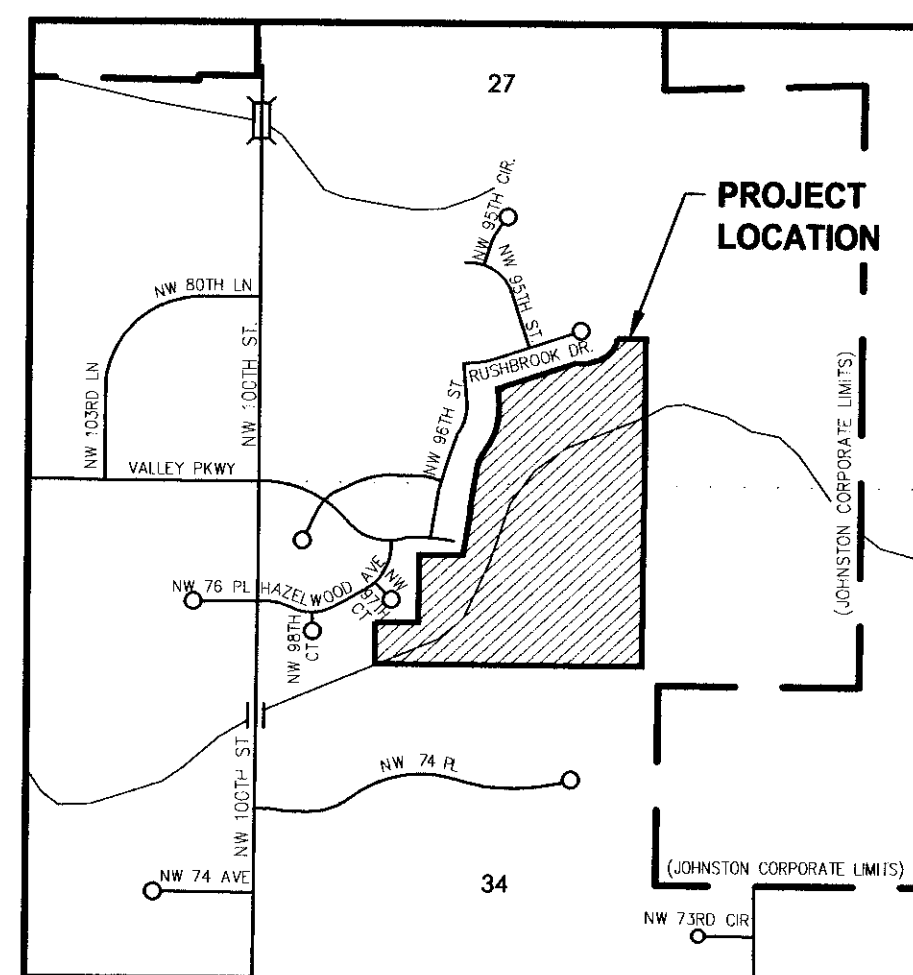 27
PROJECT
LOCATION
NW 95TH CIR.
NW 95TH ST.
NW 80TH LN
RUSHBROOK DR.
NW 103RD LN
NW 100TH ST.
NW 96TH ST.
(JOHNSTON CORPORATE LIMITS)
VALLEY PKWY
NW 76 PL
HAZELWOOD AVE
NW
97TH
CT
NW 98TH
CT
NW 100TH ST
NW 74 PL
NW 74 AVE
34
(JOHNSTON CORPORATE LIMITS)
NW 73RD CIR